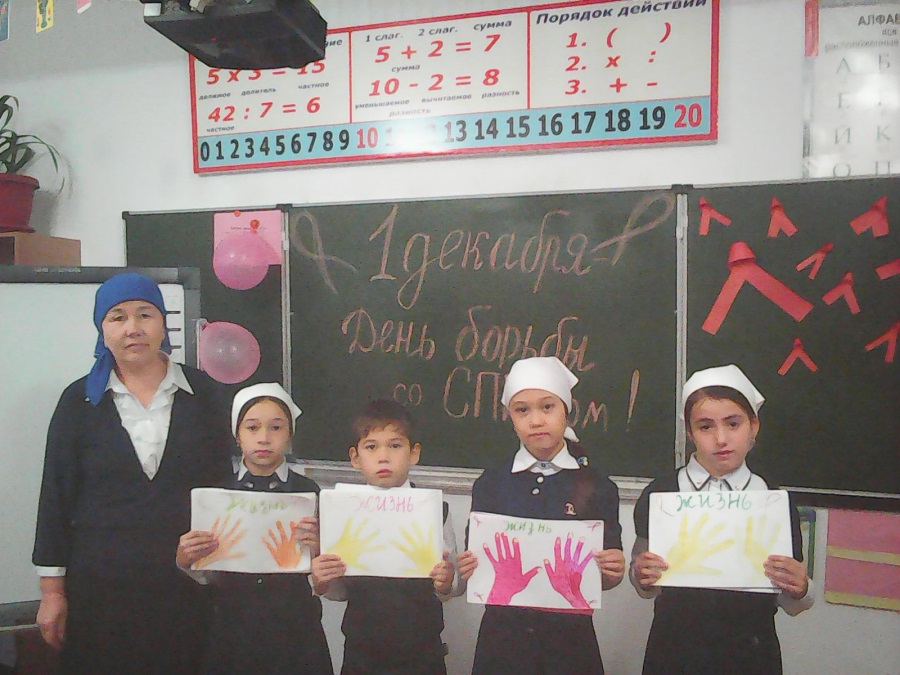 1 слаг. 2 слаг. сумма
5 + 2 = 7
сумма
10 - 2 = 8
уменьшаемое вычитаемое разность
разность
5 x 3 = 15
делимое делитель частное
42 : 7 = 6
частное
Порядок действий
1. ( )
2. x :
3. + -
0 1 2 3 4 5 6 7 8 9 10 13 14 15 16 17 18 19 20
АЛФАВ
А Б
Й К
О П
1 декабря
День борьбы
со СПИДом!
Жизнь
Жизнь
жизнь
жизнь